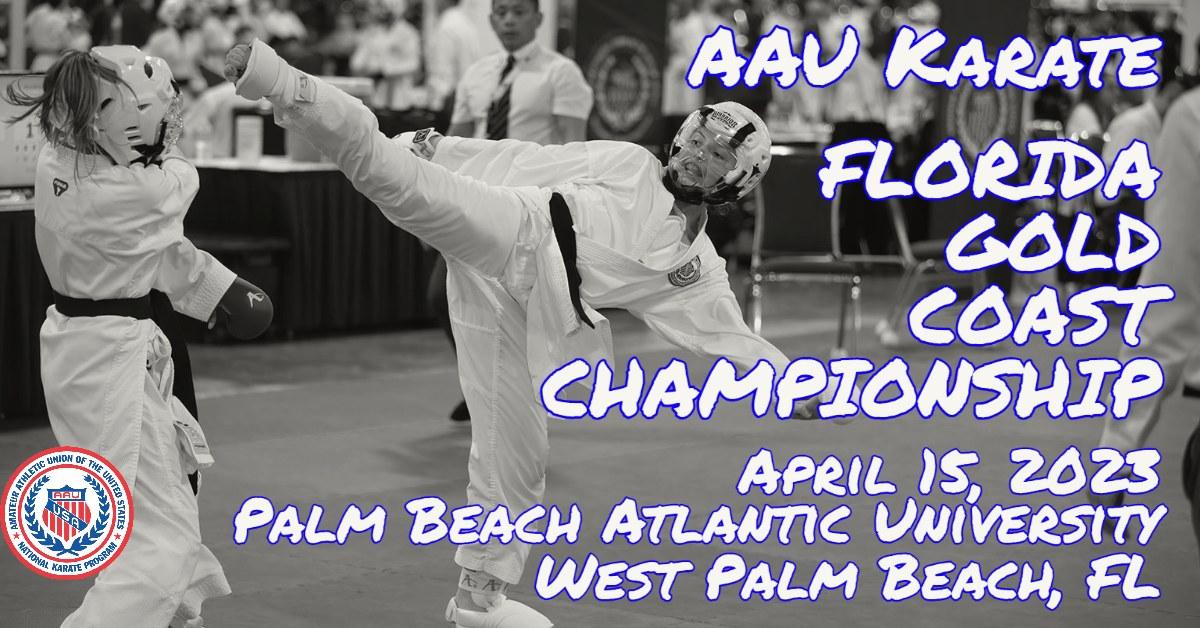 AAU Karate
FLORIDA
GOLD
COAST
CHAMPIONSHIP
April 15, 2023
Palm Beach Atlantic University
West Palm Beach, FL
AMATEUR ATHLETIC UNION OF THE UNITED STATES
AAU
USA
NATIONAL KARATE PROGRAM